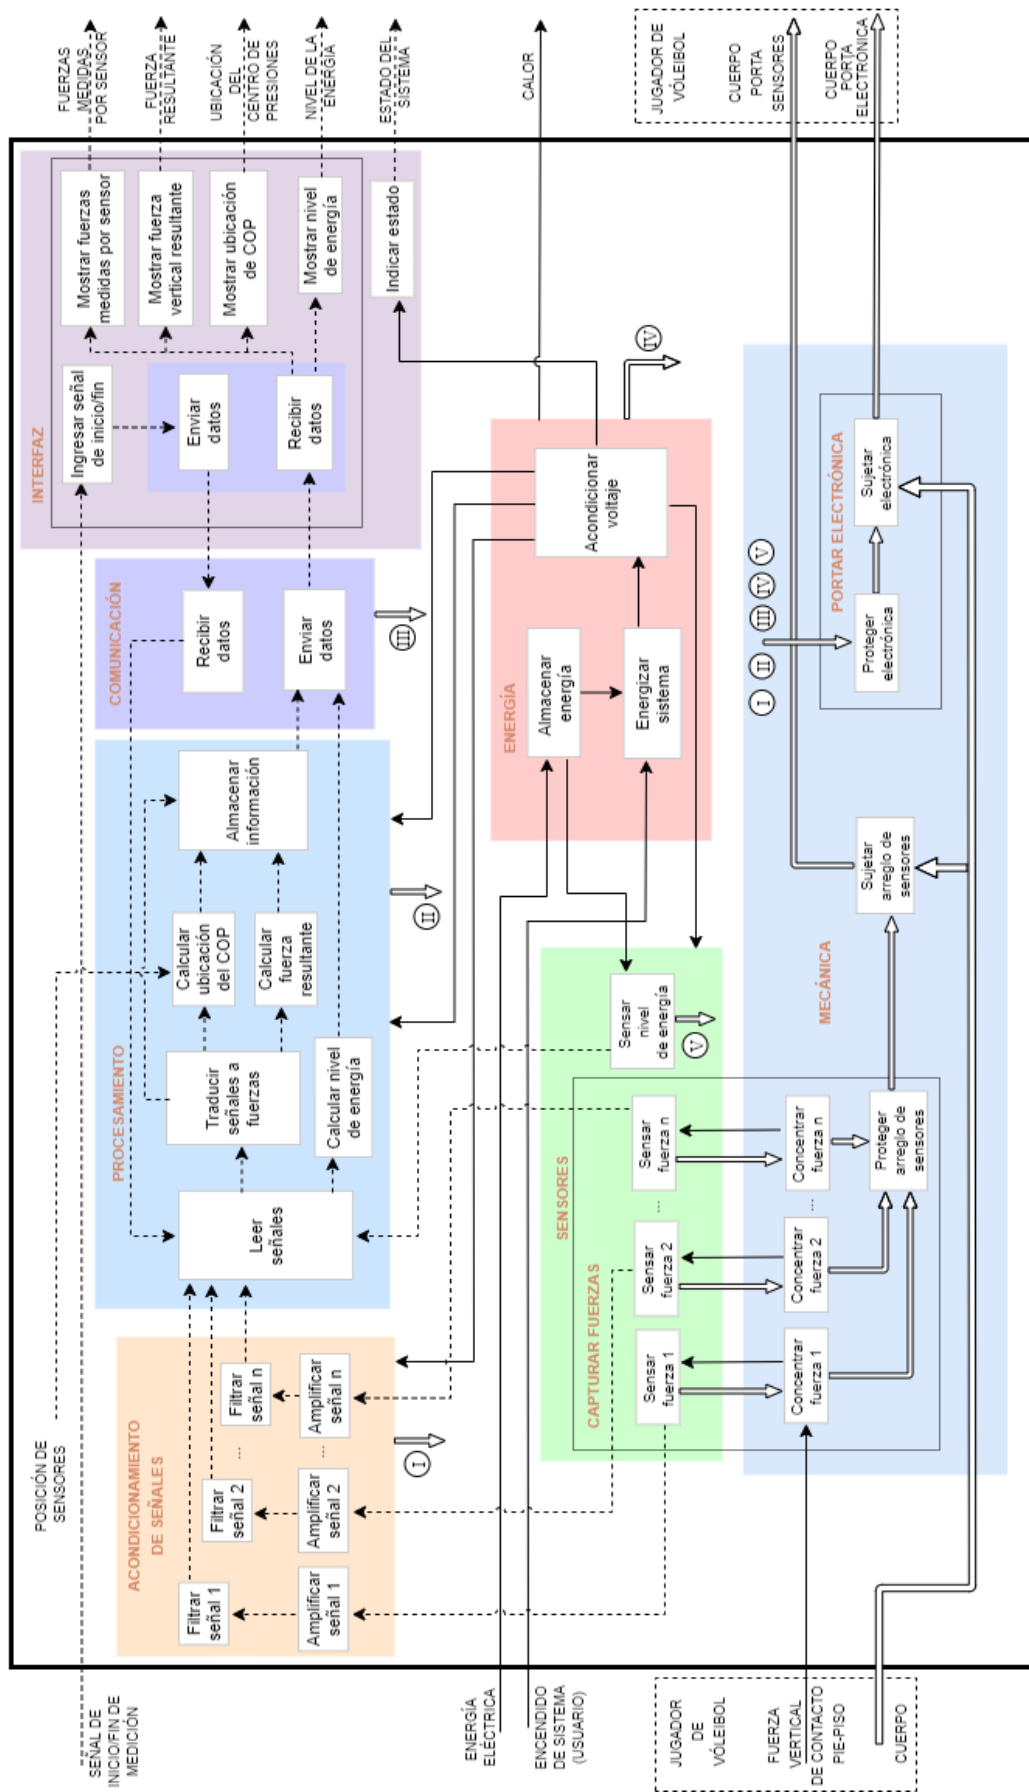 SEÑAL DE
INICIO/FIN DE
MEDICIÓN
POSICIÓN DE
SENSORES
ENERGÍA
ELÉCTRICA
ENCENDIDO
DE SISTEMA
(USUARIO)
JUGADOR
DE
VÓLEIBOL
FUERZA
VERTICAL
DE CONTACTO
PIE-PISO
CUERPO
ACONDICIONAMIENTO
DE SEÑALES
Filtrar
señal 1
Filtrar
señal 2
...
Filtrar
señal n
Amplificar
señal 1
Amplificar
señal 2
...
Amplificar
señal n
I
PROCESAMIENTO
Leer
señales
Traducir
señales a
fuerzas
Calcular nivel
de energía
Calcular
ubicación
del COP
Calcular
fuerza
resultante
Almacenar
información
II
COMUNICACIÓN
Recibir
datos
Enviar
datos
III
INTERFAZ
Ingresar señal
de inicio/fin
Enviar
datos
Recibir
datos
Mostrar fuerzas
medidas por sensor
Mostrar fuerza
vertical resultante
Mostrar ubicación
de COP
Mostrar nivel
de energía
Indicar estado
ENERGÍA
Almacenar
energía
Energizar
sistema
Acondicionar
voltaje
IV
SENSORES
CAPTURAR FUERZAS
Sensar
fuerza 1
Sensar
fuerza 2
...
Sensar
fuerza n
Sensar
nivel
de energía
V
MECÁNICA
Concentrar
fuerza 1
Concentrar
fuerza 2
...
Concentrar
fuerza n
Proteger
arreglo de
sensores
Sujetar
arreglo de
sensores
I II III IV V
PORTAR ELECTRÓNICA
Proteger
electrónica
Sujetar
electrónica
FUERZAS
MEDIDAS
POR SENSOR
FUERZA
RESULTANTE
UBICACIÓN
DEL
CENTRO DE
PRESIONES
NIVEL DE LA
ENERGÍA
ESTADO DEL
SISTEMA
CALOR
JUGADOR DE
VÓLEIBOL
CUERPO
PORTA
SENSORES
CUERPO
PORTA
ELECTRÓNICA